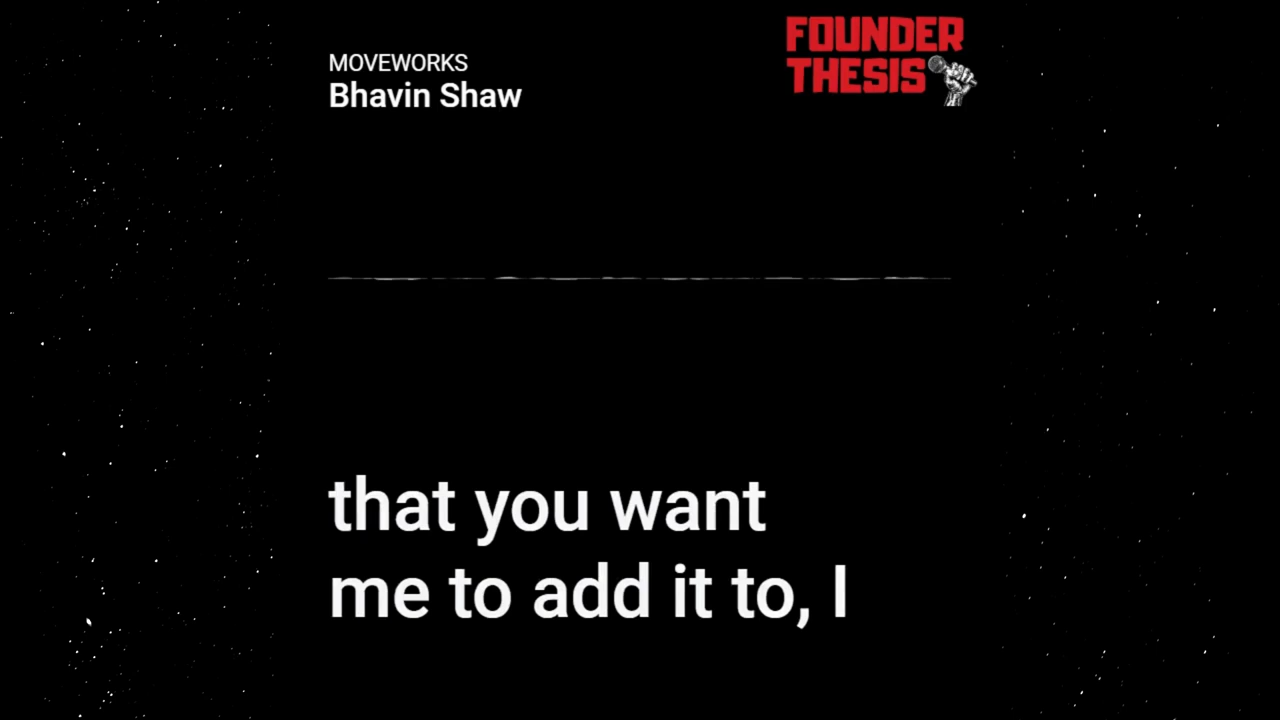 MOVEWORKS
Bhavin Shaw
FOUNDER
THESIS
that you want
me to add it to, I